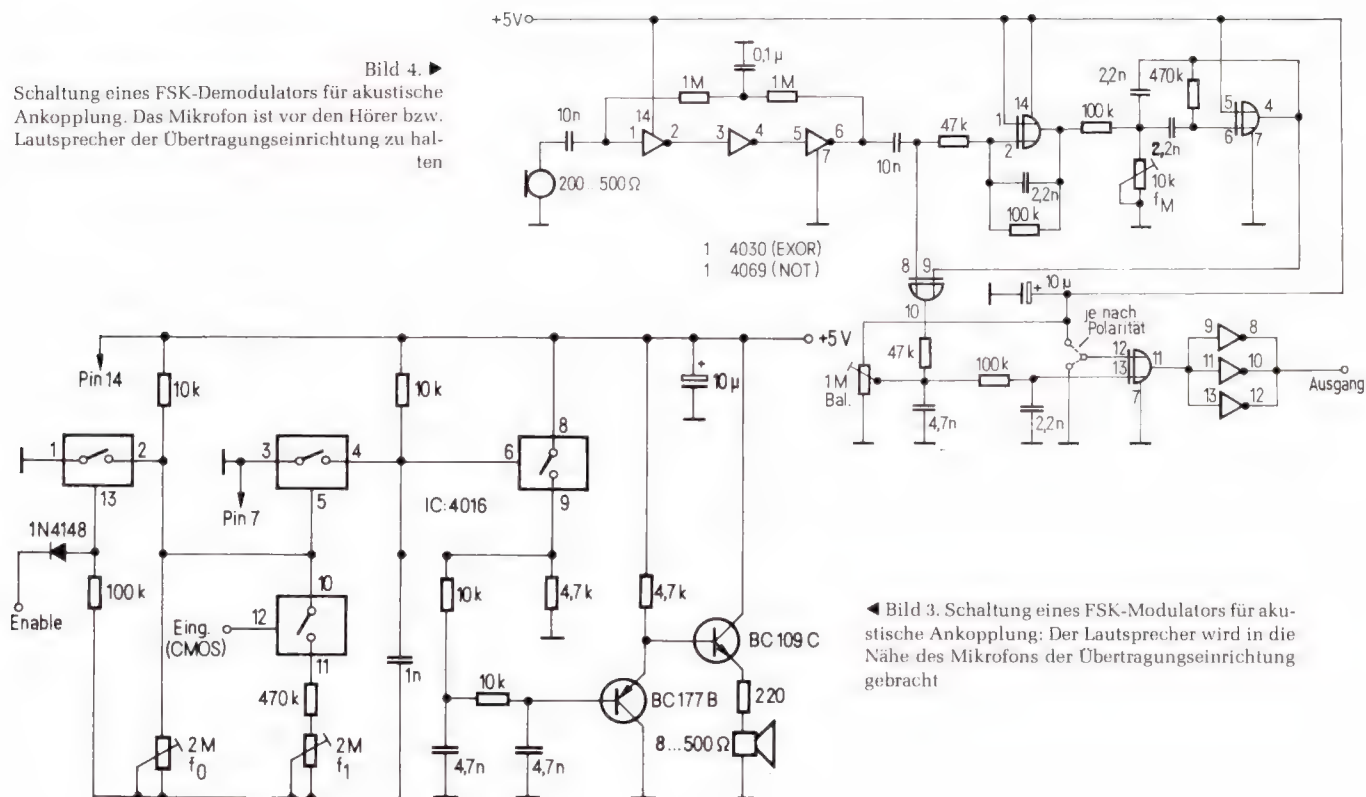 +5V
Bild 4. ►
Schaltung eines FSK-Demodulators für akustische
Ankopplung. Das Mikrofon ist vor den Hörer bzw.
Lautsprecher der Übertragungseinrichtung zu hal-
ten
0,1 µ
1M
1M
10n
14
1
2
3
4
5
6
7
10n
200...500 Ω
47k
14
1
2
2,2n
100k
100k
2,2n
470k
2,2n
10k
fM
5
6
4
7
1 4030 (EXOR)
1 4069 (NOT)
8
9
10
+
10 µ
je nach
Polarität
47k
1M
Bal.
100k
4,7n
2,2n
12
13
11
7
9
8
11
10
13
12
Ausgang
+5V
Pin 14
10k
10k
+
10 µ
1
2
13
3
4
5
Pin 7
6
8
9
IC: 4016
1N4148
100k
Enable
Eing.
(CMOS)
12
10
11
470k
2M
f0
2M
f1
1n
10k
4,7k
4,7k
10k
4,7n
4,7n
BC177B
BC109C
220
8...500Ω
◄ Bild 3. Schaltung eines FSK-Modulators für aku-
stische Ankopplung: Der Lautsprecher wird in die
Nähe des Mikrofons der Übertragungseinrichtung
gebracht